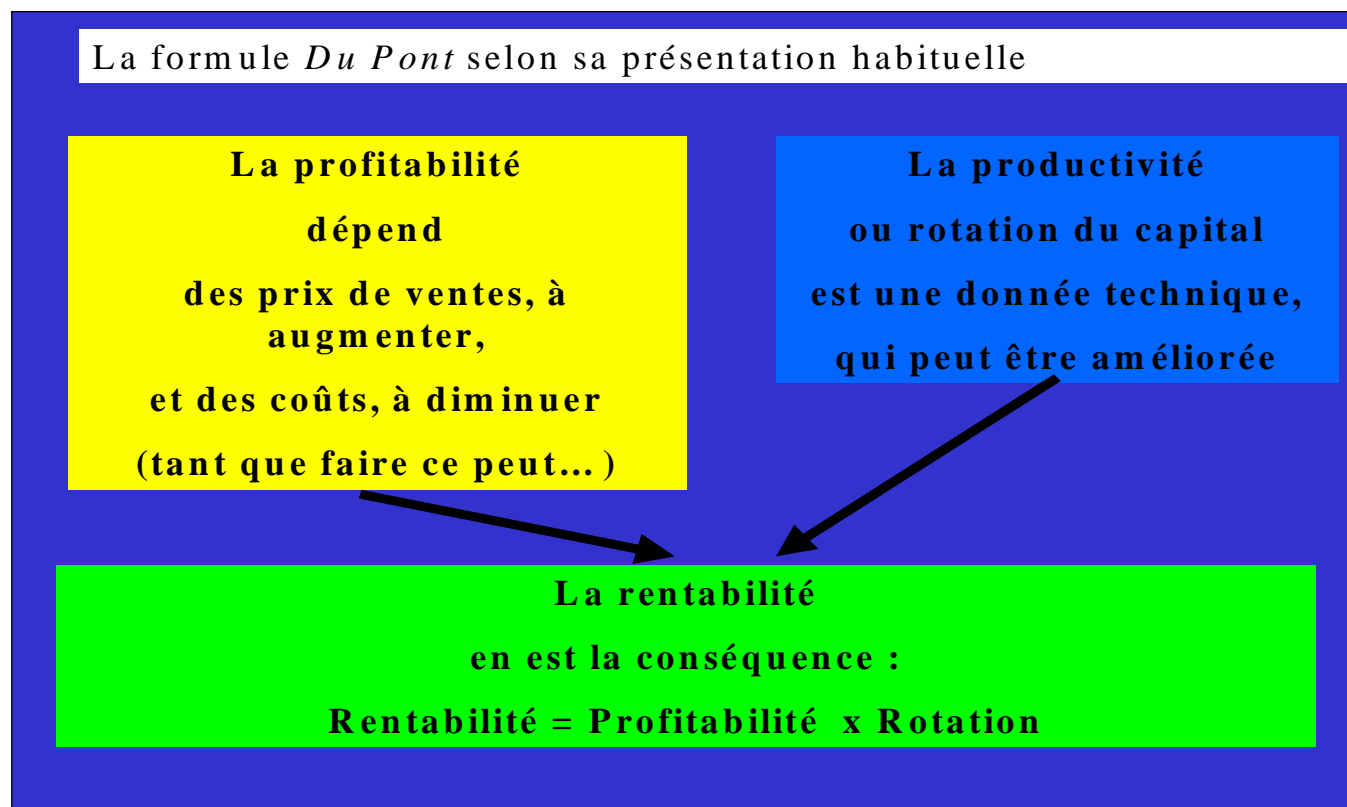 La formule Du Pont selon sa présentation habituelle
La profitabilité
dépend
des prix de ventes, à
augmenter,
et des coûts, à diminuer
(tant que faire ce peut…)
La productivité
ou rotation du capital
est une donnée technique,
qui peut être améliorée
La rentabilité
en est la conséquence :
Rentabilité = Profitabilité x Rotation